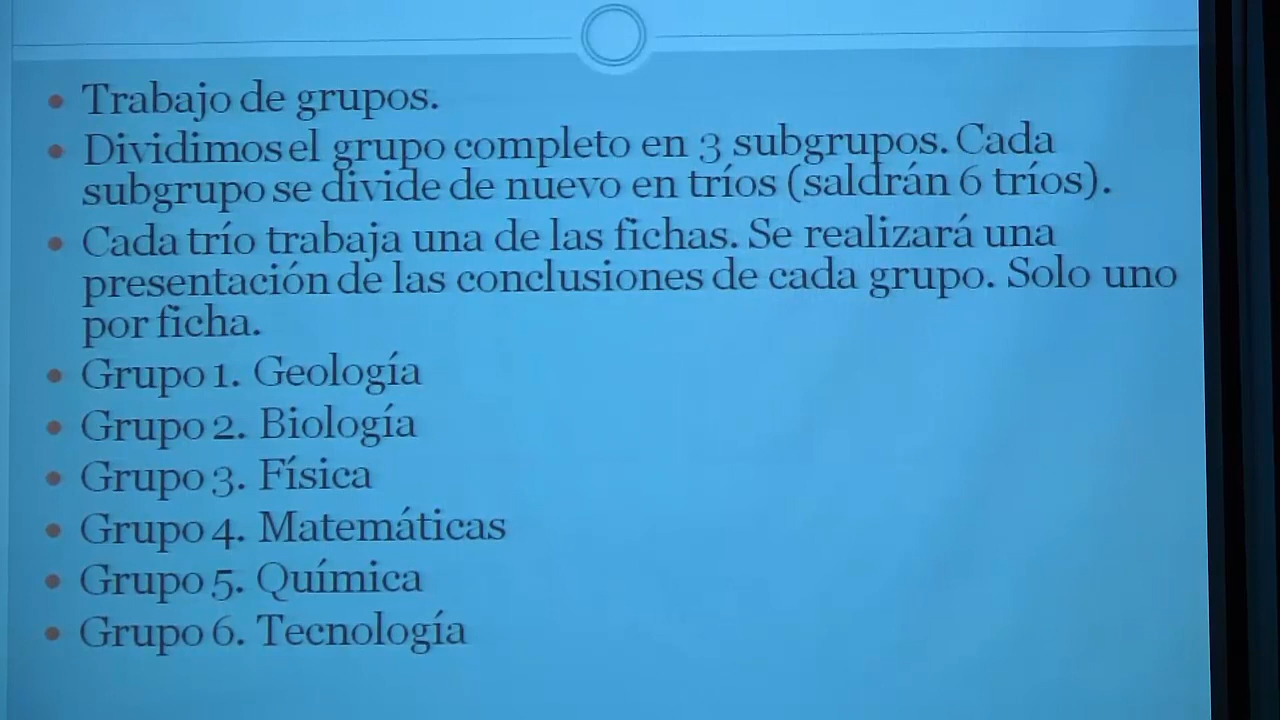 Trabajo de grupos.
Dividimos el grupo completo en 3 subgrupos. Cada
subgrupo se divide de nuevo en tríos (saldrán 6 tríos).
Cada trío trabaja una de las fichas. Se realizará una
presentación de las conclusiones de cada grupo. Solo uno
por ficha.
Grupo 1. Geología
Grupo 2. Biología
Grupo 3. Física
Grupo 4. Matemáticas
Grupo 5. Química
Grupo 6. Tecnología